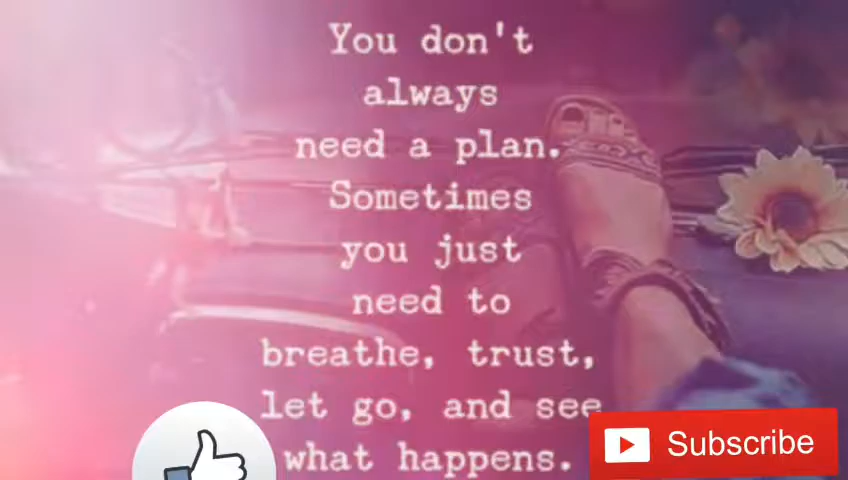 You don't
always
need a plan.
Sometimes
you just
need to
breathe, trust,
let go, and see
what happens.
Subscribe